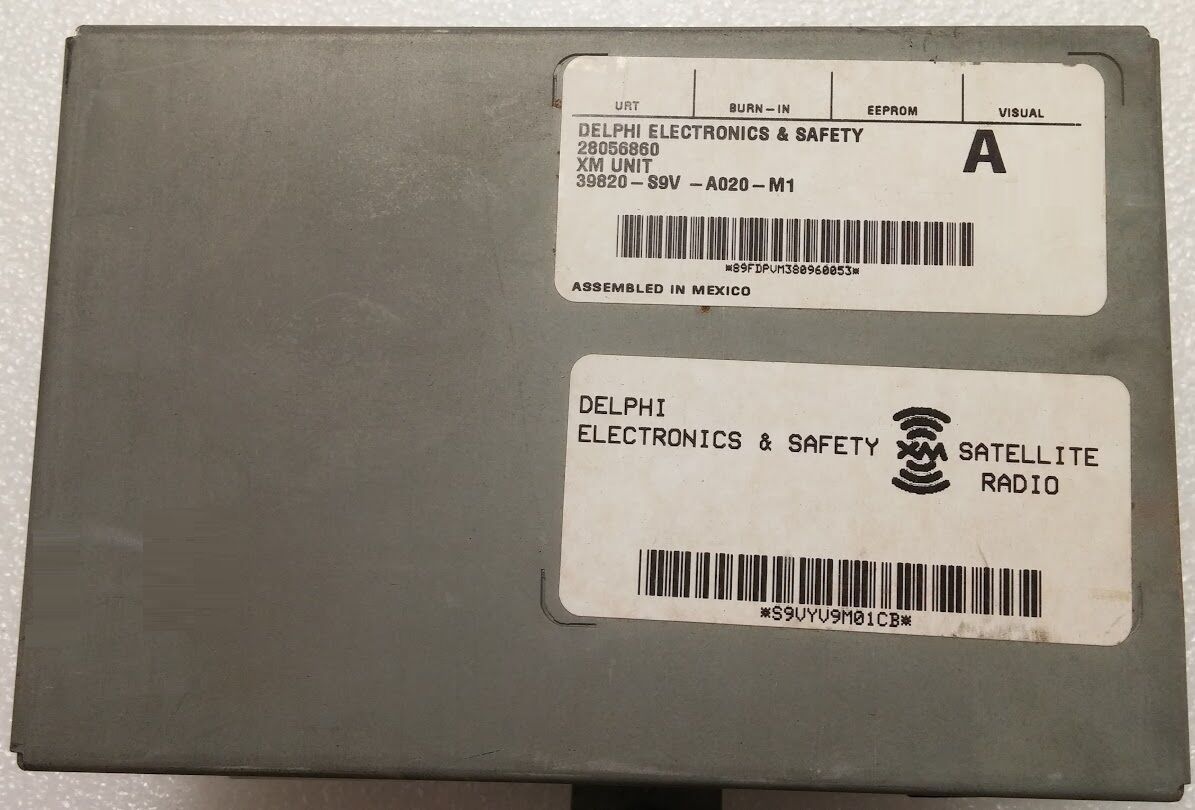 URT BURN-IN EEPROM VISUAL
DELPHI ELECTRONICS & SAFETY
A
28056860
XM UNIT
39820-S9V -A020-M1
*89FDPVM380960053*
ASSEMBLED IN MEXICO
DELPHI
ELECTRONICS & SAFETY XM SATELLITE
RADIO
*S9VYV9M01CB*